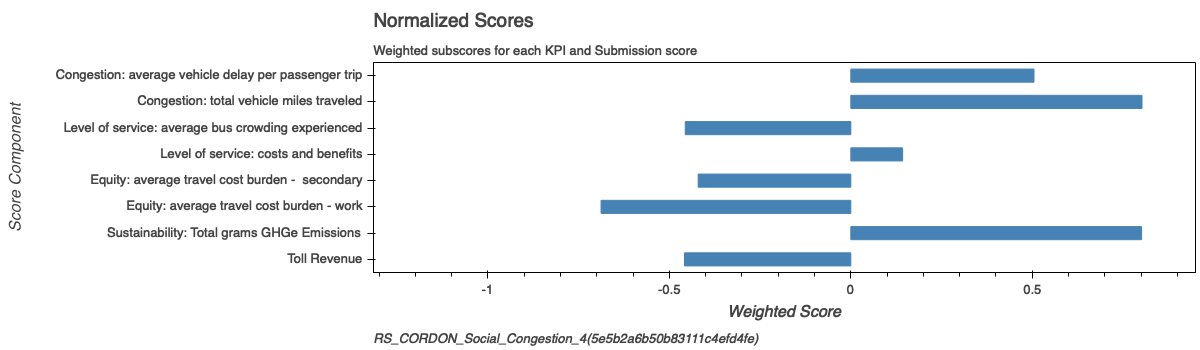 Normalized Scores
Weighted subscores for each KPI and Submission score
Score Component
Congestion: average vehicle delay per passenger trip
Congestion: total vehicle miles traveled
Level of service: average bus crowding experienced
Level of service: costs and benefits
Equity: average travel cost burden -  secondary
Equity: average travel cost burden - work
Sustainability: Total grams GHGe Emissions
Toll Revenue
-1 -0.5 0 0.5
Weighted Score
RS_CORDON_Social_Congestion_4(5e5b2a6b50b83111c4efd4fe)